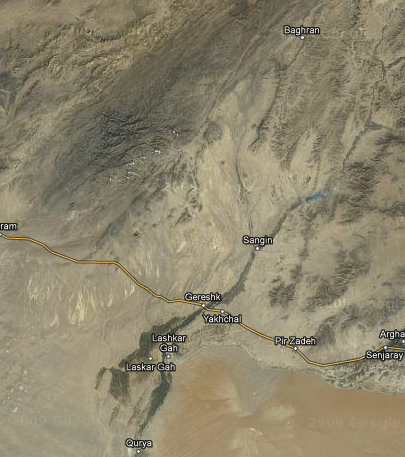 Baghran
ram
Sangin
Gereshk
Yakhchal
Lashkar
Gah
Laskar Gah
Pir Zadeh
Argha
Senjaray
Qurya